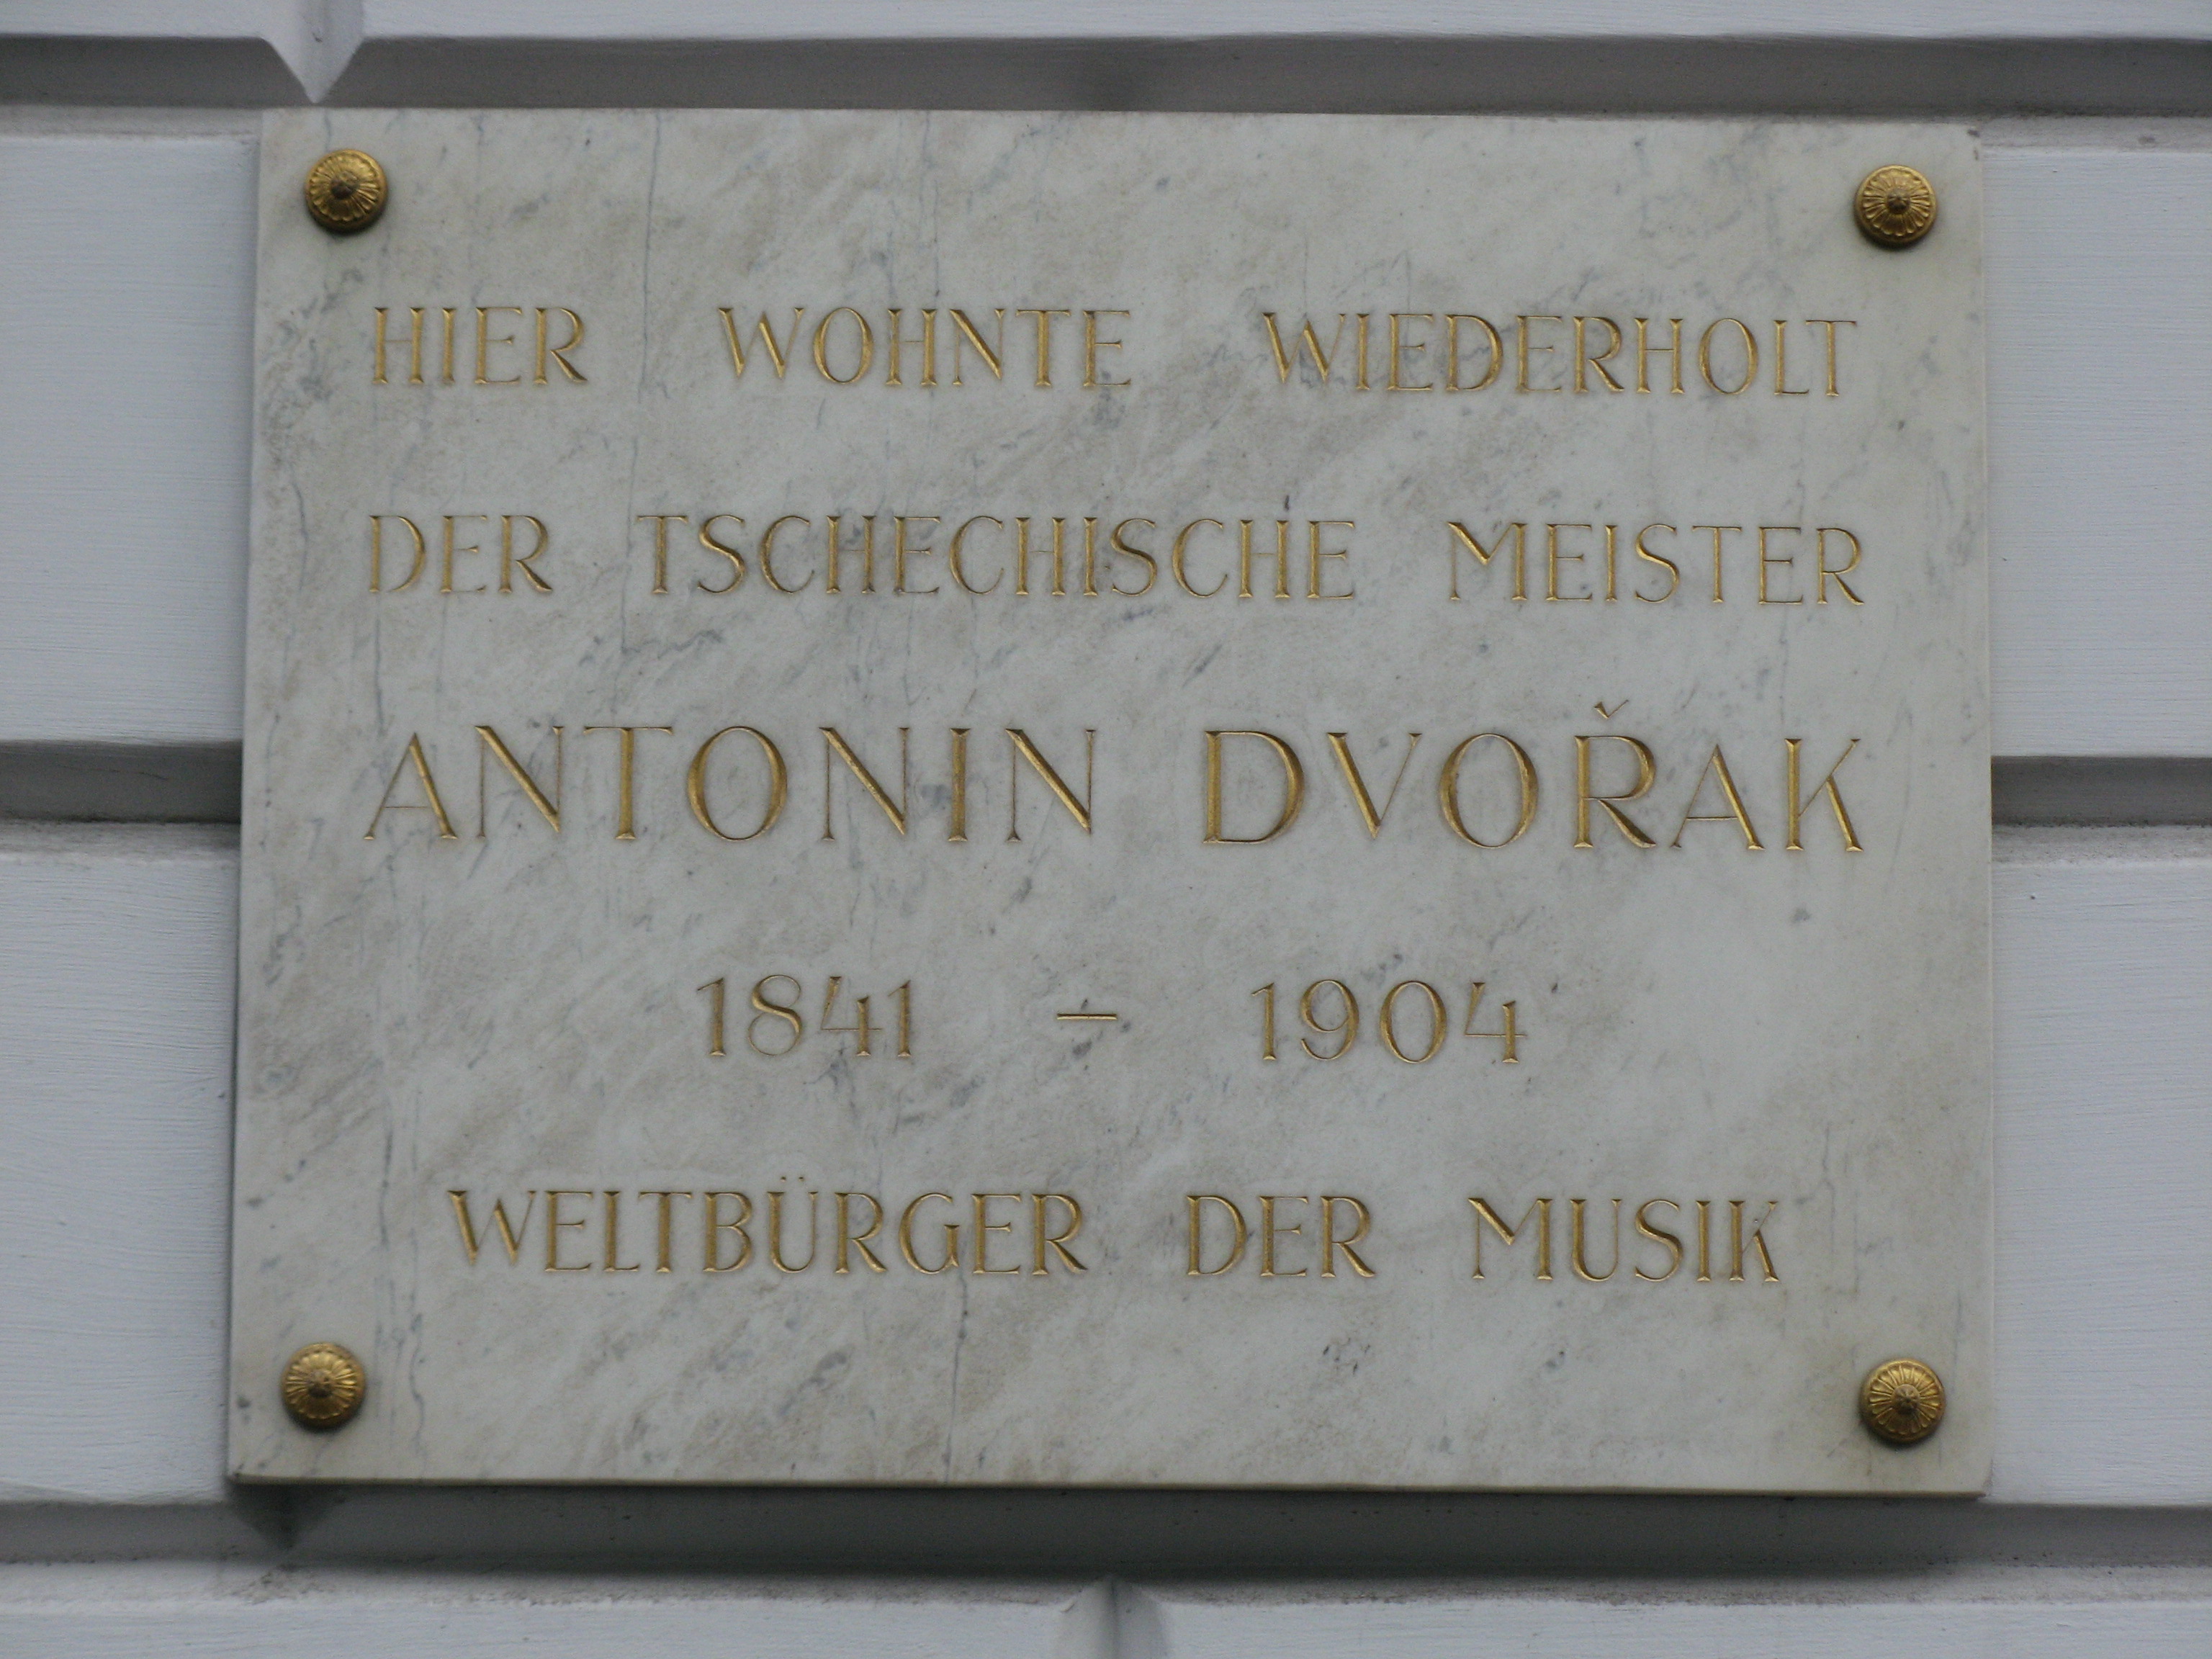 HIER WOHNTE WIEDERHOLT
DER TSCHECHISCHE MEISTER
ANTONIN DVOŘAK
1841 – 1904
WELTBÜRGER DER MUSIK